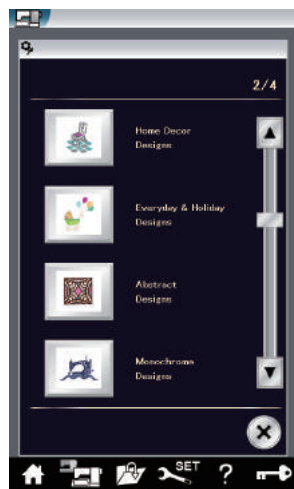 2/4
Home Decor
Designs
Everyday & Holiday
Designs
Abstract
Designs
Monochrome
Designs
SET
?